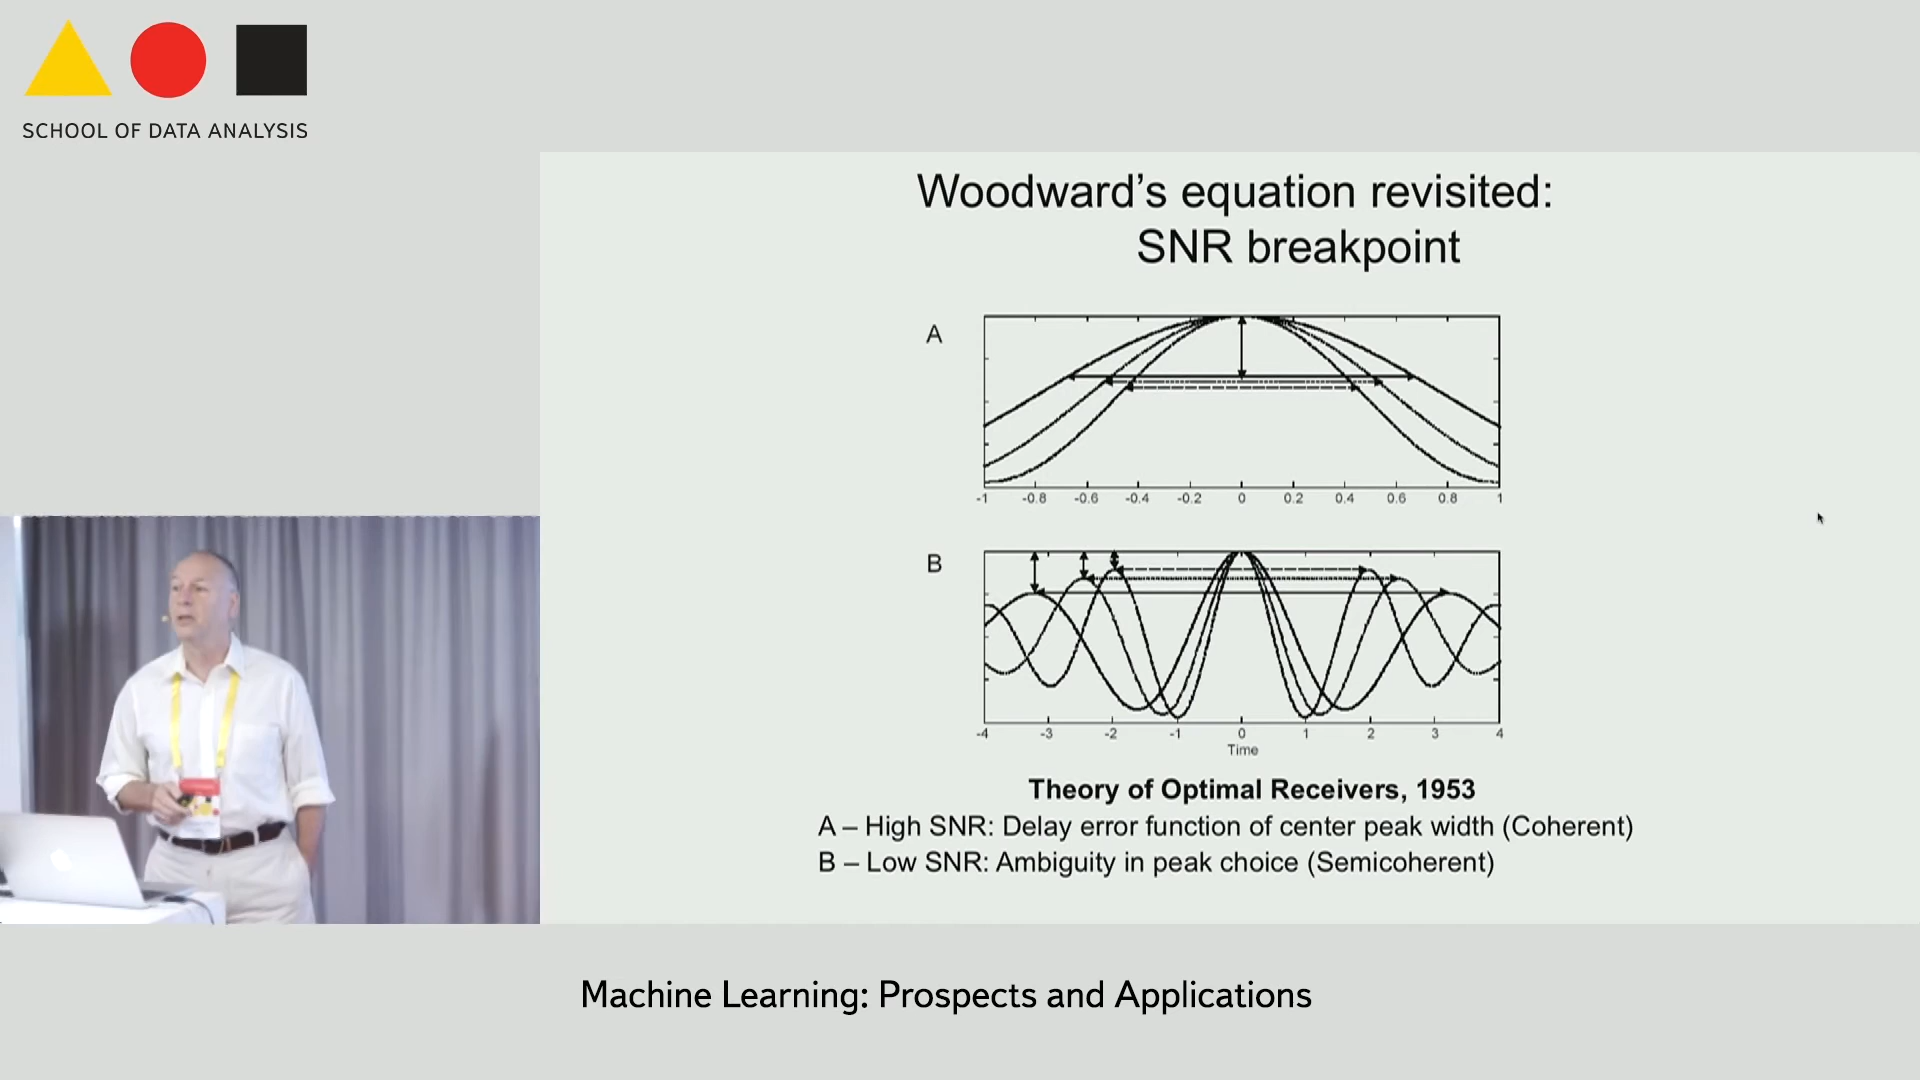 SCHOOL OF DATA ANALYSIS
Woodward's equation revisited:
SNR breakpoint
A
-1 -0.8 -0.6 -0.4 -0.2 0 0.2 0.4 0.6 0.8 1
B
-4 -3 -2 -1 0 1 2 3 4
Time
Theory of Optimal Receivers, 1953
A – High SNR: Delay error function of center peak width (Coherent)
B – Low SNR: Ambiguity in peak choice (Semicoherent)
Machine Learning: Prospects and Applications